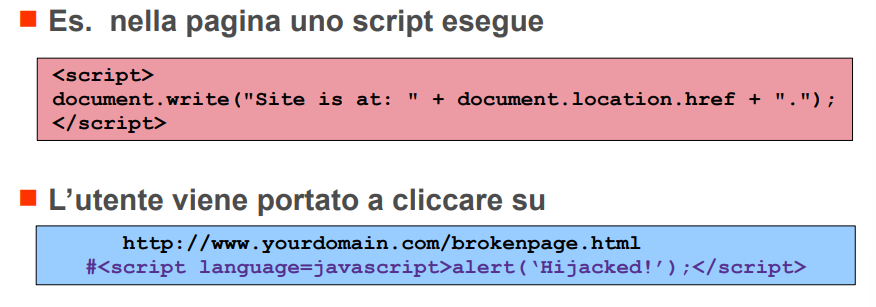 Es. nella pagina uno script esegue
<script>
document.write("Site is at: " + document.location.href + ".");
</script>
L’utente viene portato a cliccare su
http://www.yourdomain.com/brokenpage.html
#<script language=javascript>alert(‘Hijacked!’);</script>